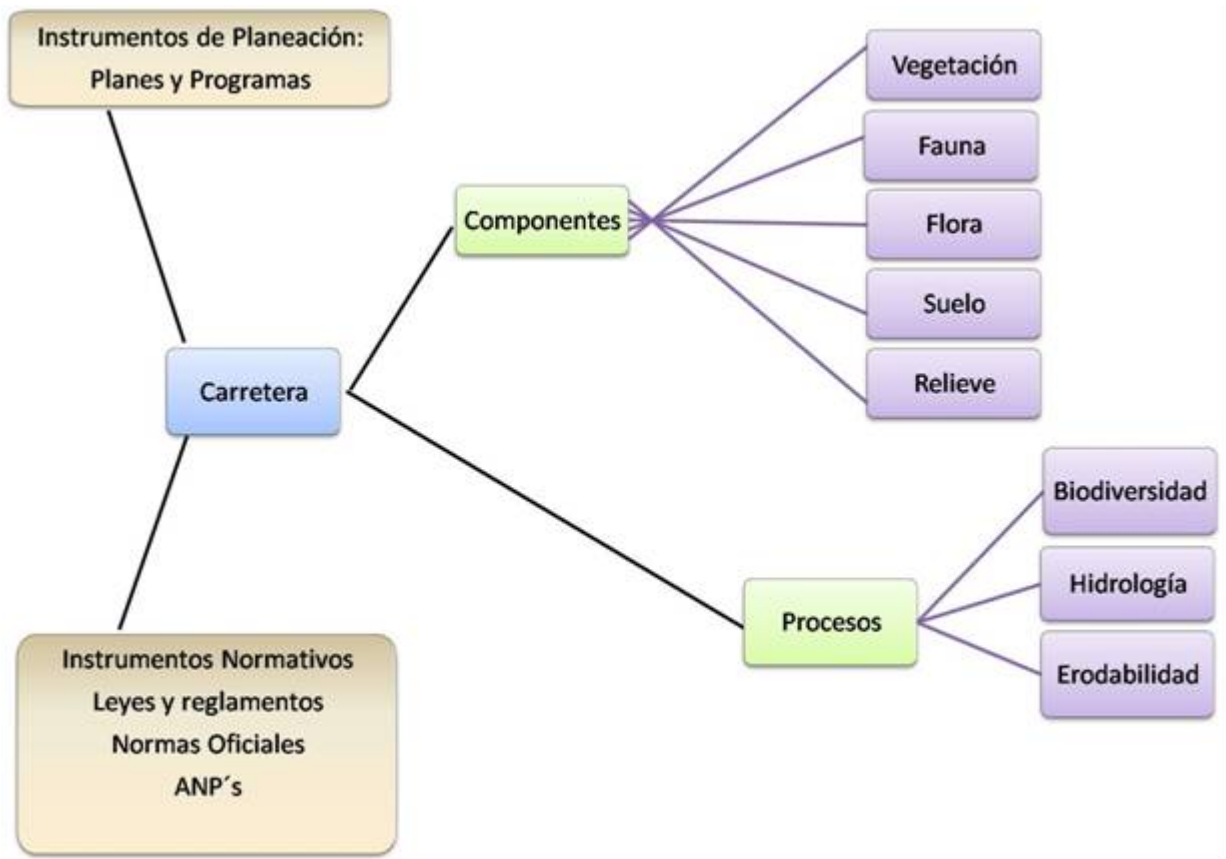 Instrumentos de Planeación:
Planes y Programas
Vegetación
Fauna
Componentes
Flora
Suelo
Relieve
Carretera
Biodiversidad
Hidrología
Procesos
Erodabilidad
Instrumentos Normativos
Leyes y reglamentos
Normas Oficiales
ANP´s